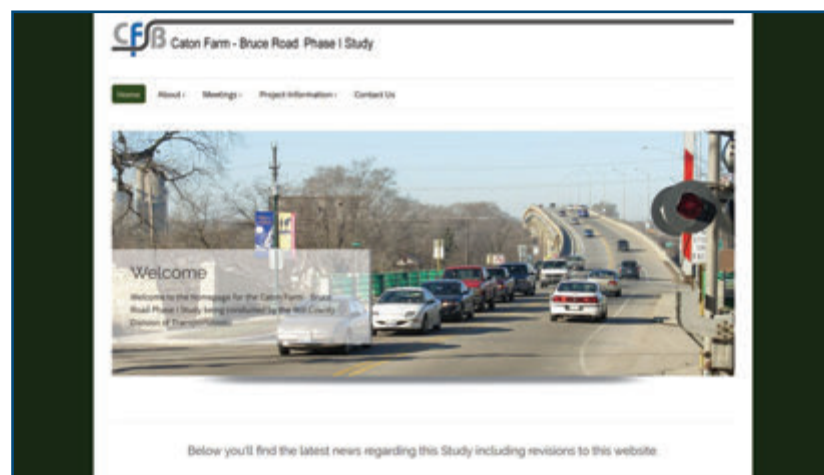 CFB Caton Farm - Bruce Road Phase I Study
Home About › Meetings › Project Information › Contact Us
Welcome
Welcome to the homepage for the Caton Farm - Bruce
Road Phase I Study being conducted by the Will County
Division of Transportation.
Below you'll find the latest news regarding this Study including revisions to this website.